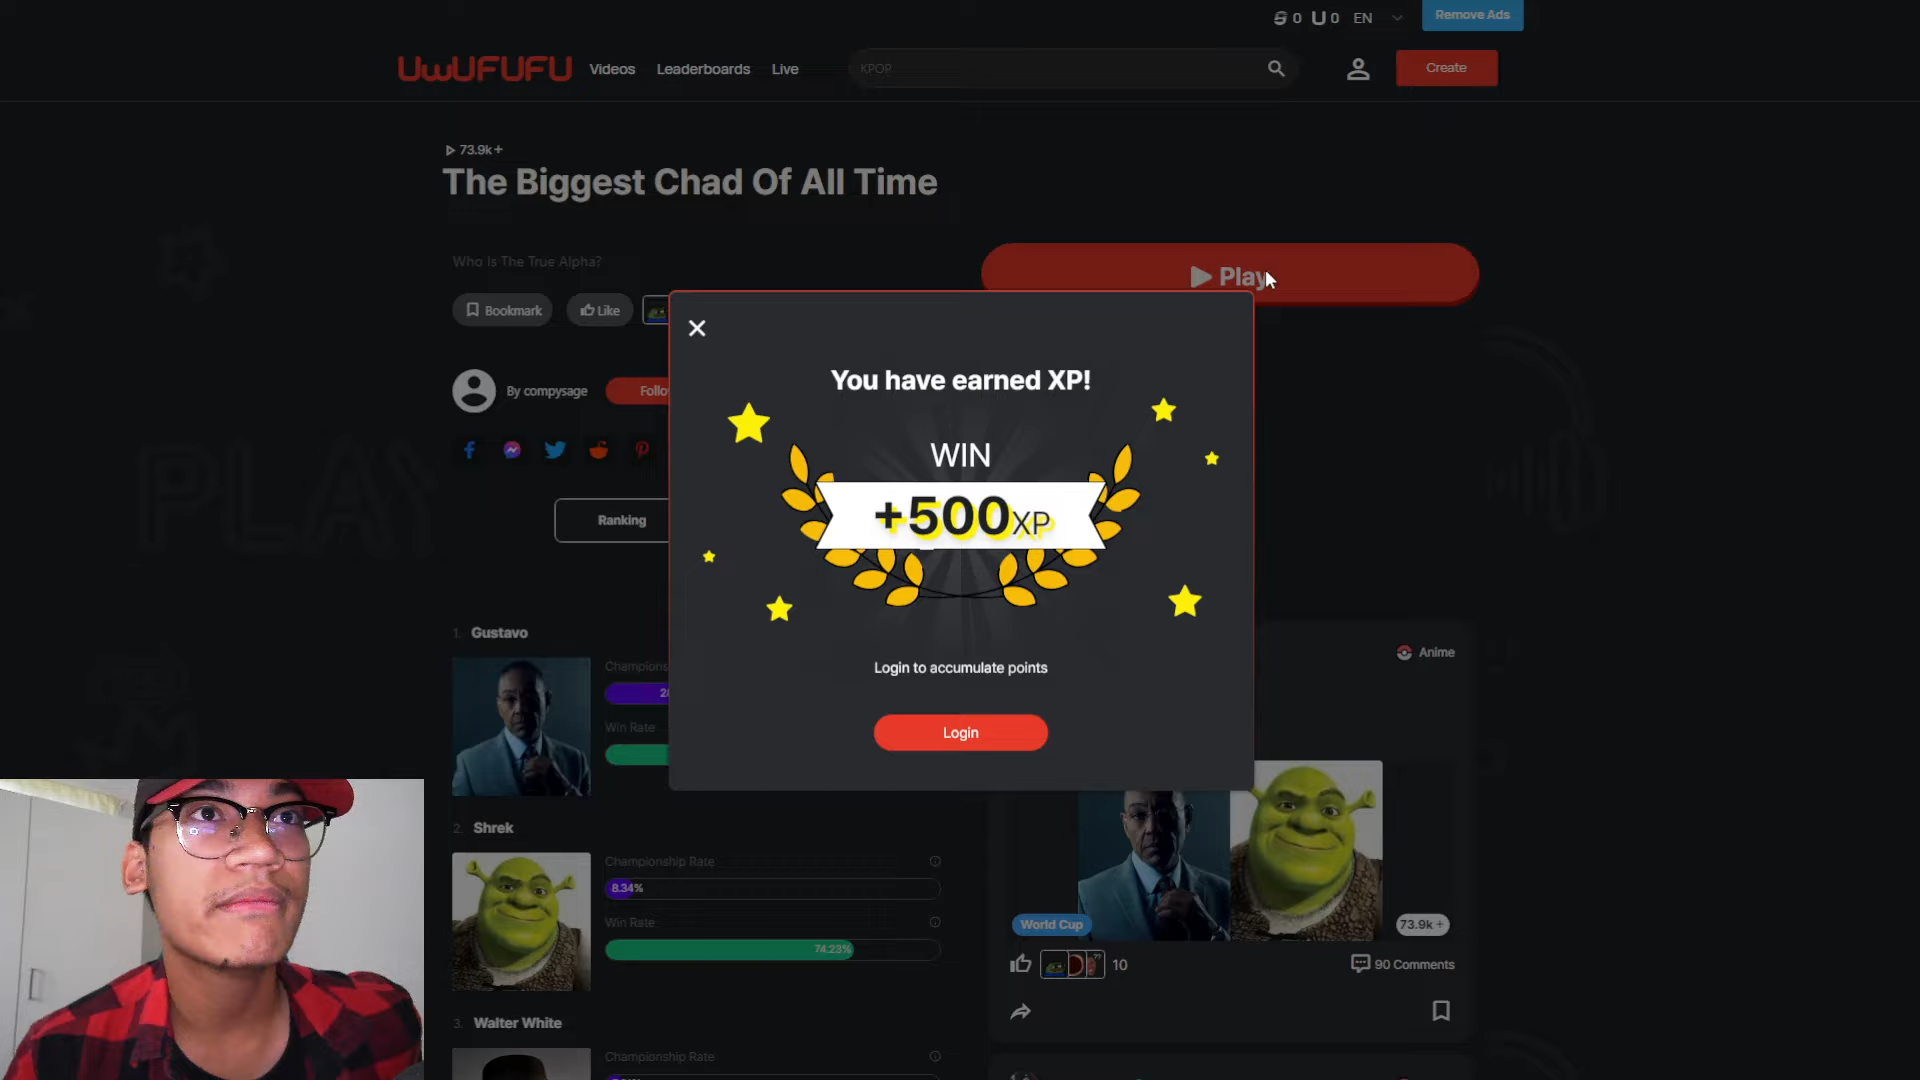 0 0 EN
Remove Ads
UWUFUFU
Videos Leaderboards Live
KPOP
Create
73.9k+
The Biggest Chad Of All Time
Who Is The True Alpha?
Play
Bookmark
Like
By compysage
Ranking
You have earned XP!
WIN
+500XP
Login to accumulate points
Login
PLAY
1. Gustavo
Win Rate
2. Shrek
Championship Rate
8.34%
Win Rate
74.23%
3. Walter White
Championship Rate
Anime
World Cup
73.9k+
10
90 Comments